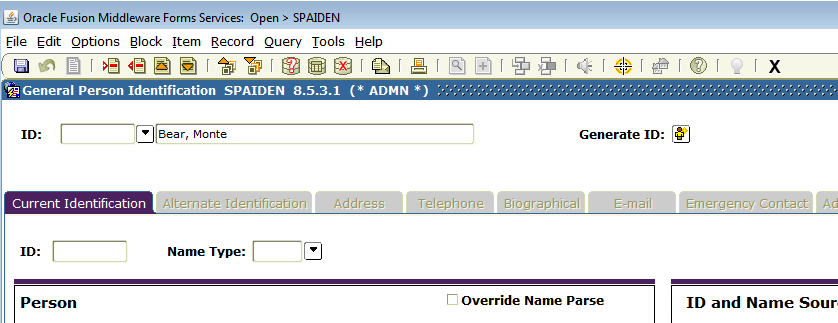 Oracle Fusion Middleware Forms Services: Open > SPAIDEN
File Edit Options Block Item Record Query Tools Help
X
General Person Identification SPAIDEN 8.5.3.1 (* ADMN *)
ID: Bear, Monte Generate ID:
Current Identification Alternate Identification Address Telephone Biographical E-mail Emergency Contact
ID: Name Type:
Person Override Name Parse ID and Name